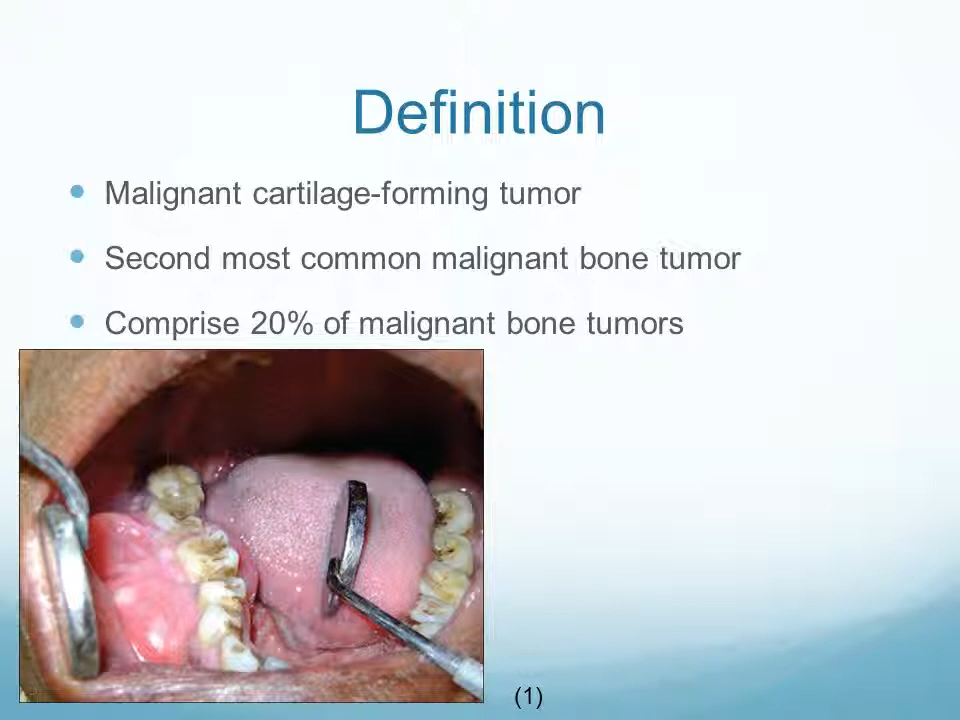 Definition
Malignant cartilage-forming tumor
Second most common malignant bone tumor
Comprise 20% of malignant bone tumors
(1)